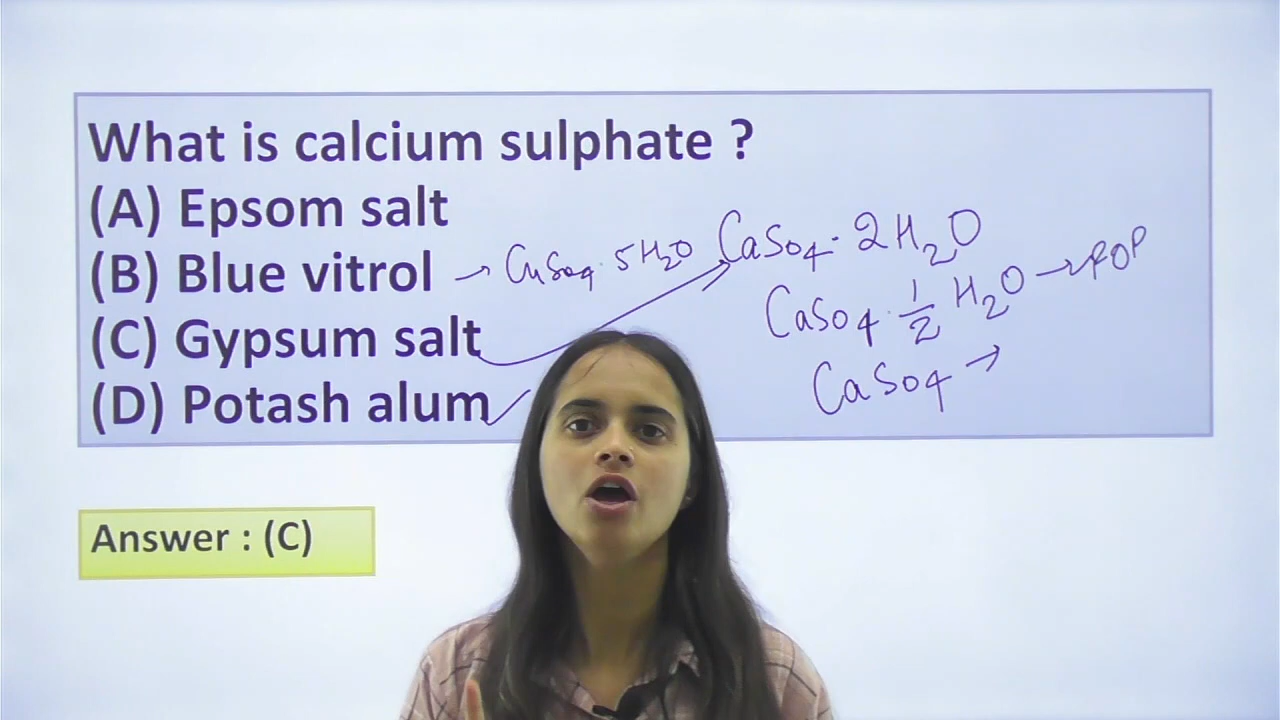 What is calcium sulphate ?
(A) Epsom salt
(B) Blue vitrol → CuSo₄·5H₂O
(C) Gypsum salt → CaSo₄·2H₂O
CaSo₄·½H₂O → POP
CaSo₄ →
(D) Potash alum
Answer : (C)